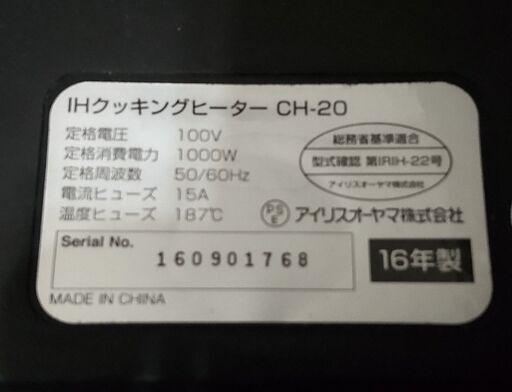 IHクッキングヒーター CH-20
定格電圧 100V
定格消費電力 1000W
定格周波数 50/60Hz
電流ヒューズ 15A
温度ヒューズ 187℃
総務省基準適合
型式確認 第IRIH-22号
アイリスオーヤマ株式会社
PSE アイリスオーヤマ株式会社
Serial No.
160901768
16年製
MADE IN CHINA